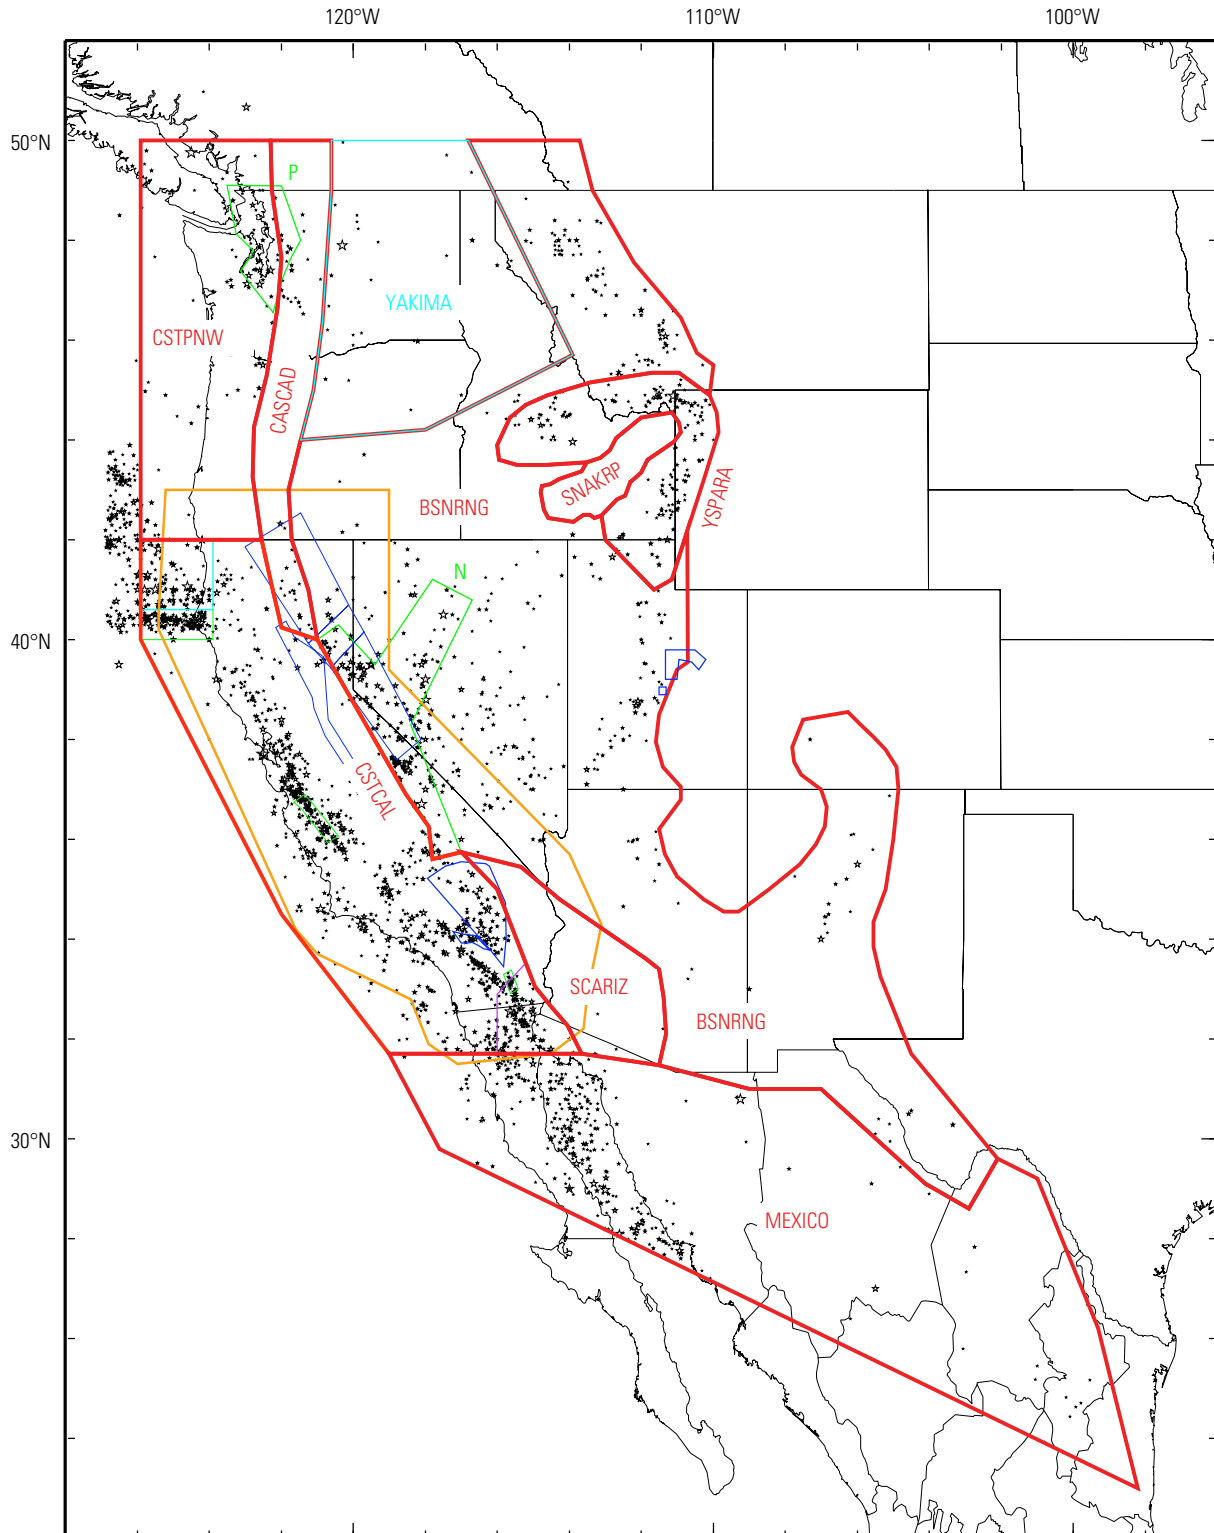 120°W
110°W
100°W
50°N
P
YAKIMA
CSTPNW
CASCAD
SNAKRP
YSPARA
BSNRNG
N
40°N
CSTCAL
SCARIZ
BSNRNG
30°N
MEXICO